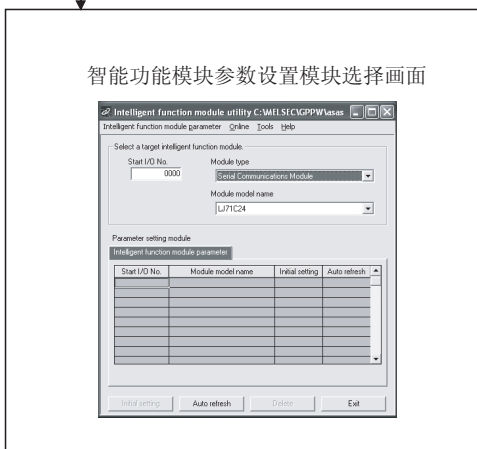 智能功能模块参数设置模块选择画面
Intelligent function module utility C:\MELSEC\GPPW\asas
Intelligent function module parameter Online Tools Help
Select a target intelligent function module.
Start I/O No. Module type
0000 Serial Communications Module
Module model name
LJ71C24
Parameter setting module
Intelligent function module parameter
Start I/O No. Module model name Initial setting Auto refresh
Initial setting Auto refresh Delete Exit